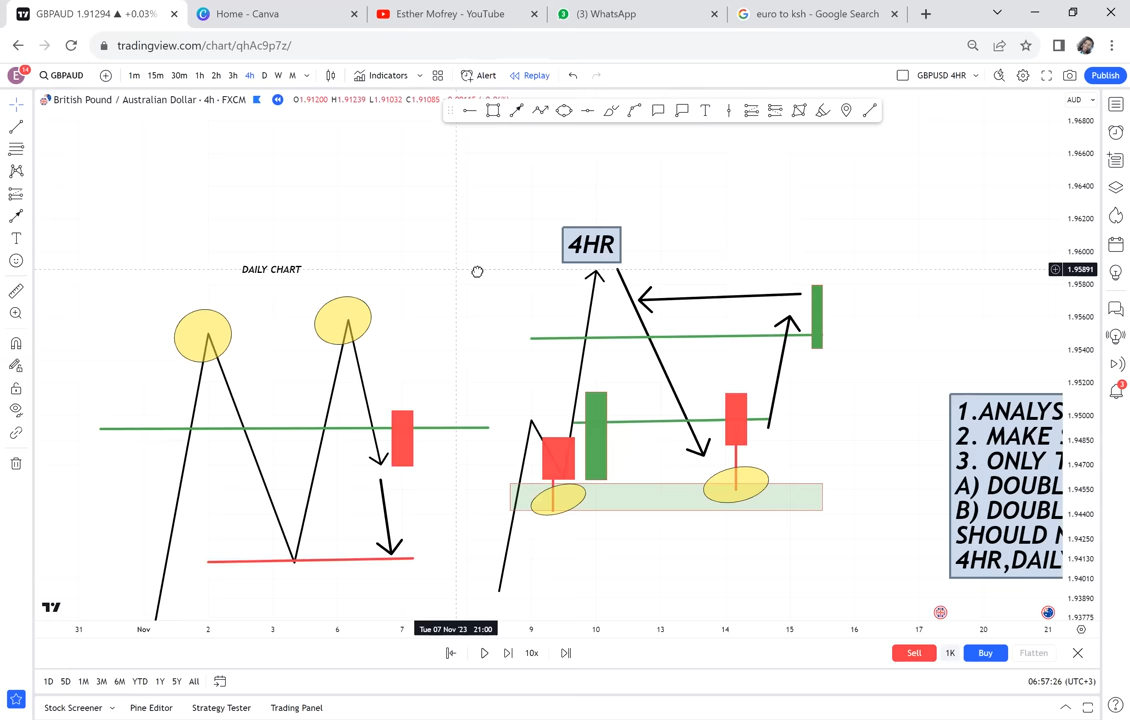 GBPAUD 1.91294 ▲ +0.03%
Home - Canva
Esther Mofrey - YouTube
(3) WhatsApp
euro to ksh - Google Search
tradingview.com/chart/qhAc9p7z/
E 14
GBPAUD
1m 15m 30m 1h 2h 3h 4h D W M
Indicators
Alert
Replay
GBPUSD 4HR
Publish
British Pound / Australian Dollar · 4h · FXCM
O1.91200 H1.91239 L1.91032 C1.91085
AUD
1.96800
1.96600
1.96400
1.96200
1.96000
1.95891
1.95800
1.95600
1.95400
1.95200
1.95000
1.94850
1.94700
1.94550
1.94400
1.94250
1.94130
1.94010
1.93890
1.93775
DAILY CHART
4HR
1.ANALYS
2. MAKE
3. ONLY T
A) DOUBL
B) DOUBL
SHOULD N
4HR,DAIL
3
31 Nov 2 3 6 7 Tue 07 Nov '23 21:00 9 10 13 14 15 16 17 20 21
10x
Sell 1K Buy Flatten
1D 5D 1M 3M 6M YTD 1Y 5Y All
06:57:26 (UTC+3)
Stock Screener Pine Editor Strategy Tester Trading Panel